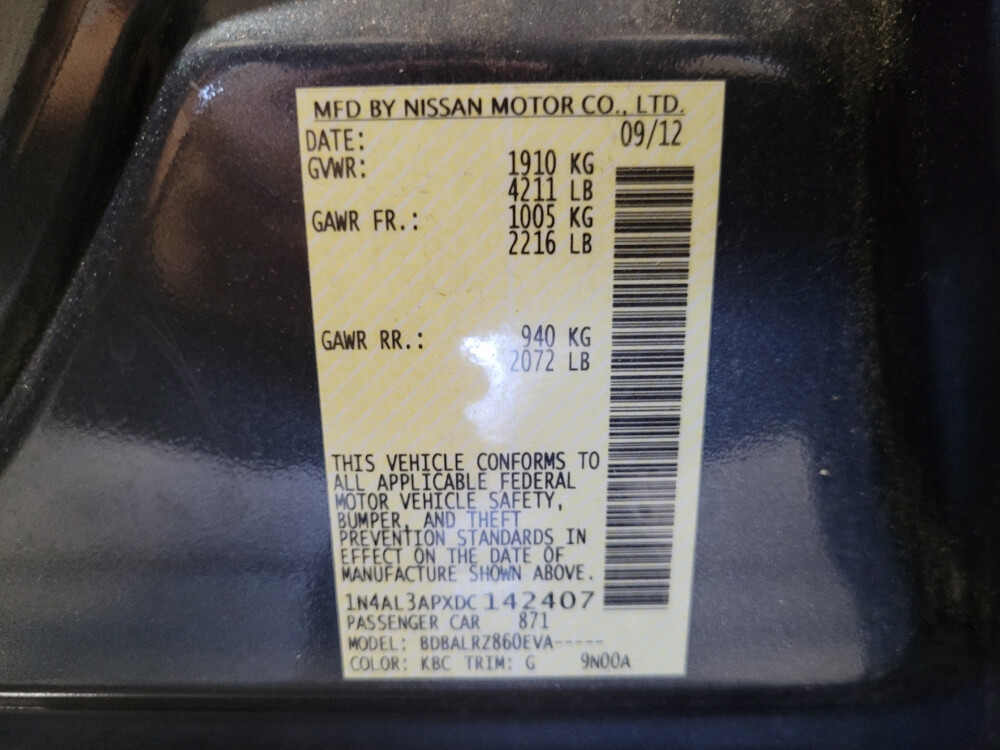 MFD BY NISSAN MOTOR CO., LTD.
DATE: 09/12
GVWR: 1910 KG
4211 LB
GAWR FR.: 1005 KG
2216 LB
GAWR RR.: 940 KG
2072 LB
THIS VEHICLE CONFORMS TO
ALL APPLICABLE FEDERAL
MOTOR VEHICLE SAFETY,
BUMPER, AND THEFT
PREVENTION STANDARDS IN
EFFECT ON THE DATE OF
MANUFACTURE SHOWN ABOVE.
1N4AL3APXDC142407
PASSENGER CAR 871
MODEL: BDBALRZ860EVA-----
COLOR: KBC TRIM: G 9N00A